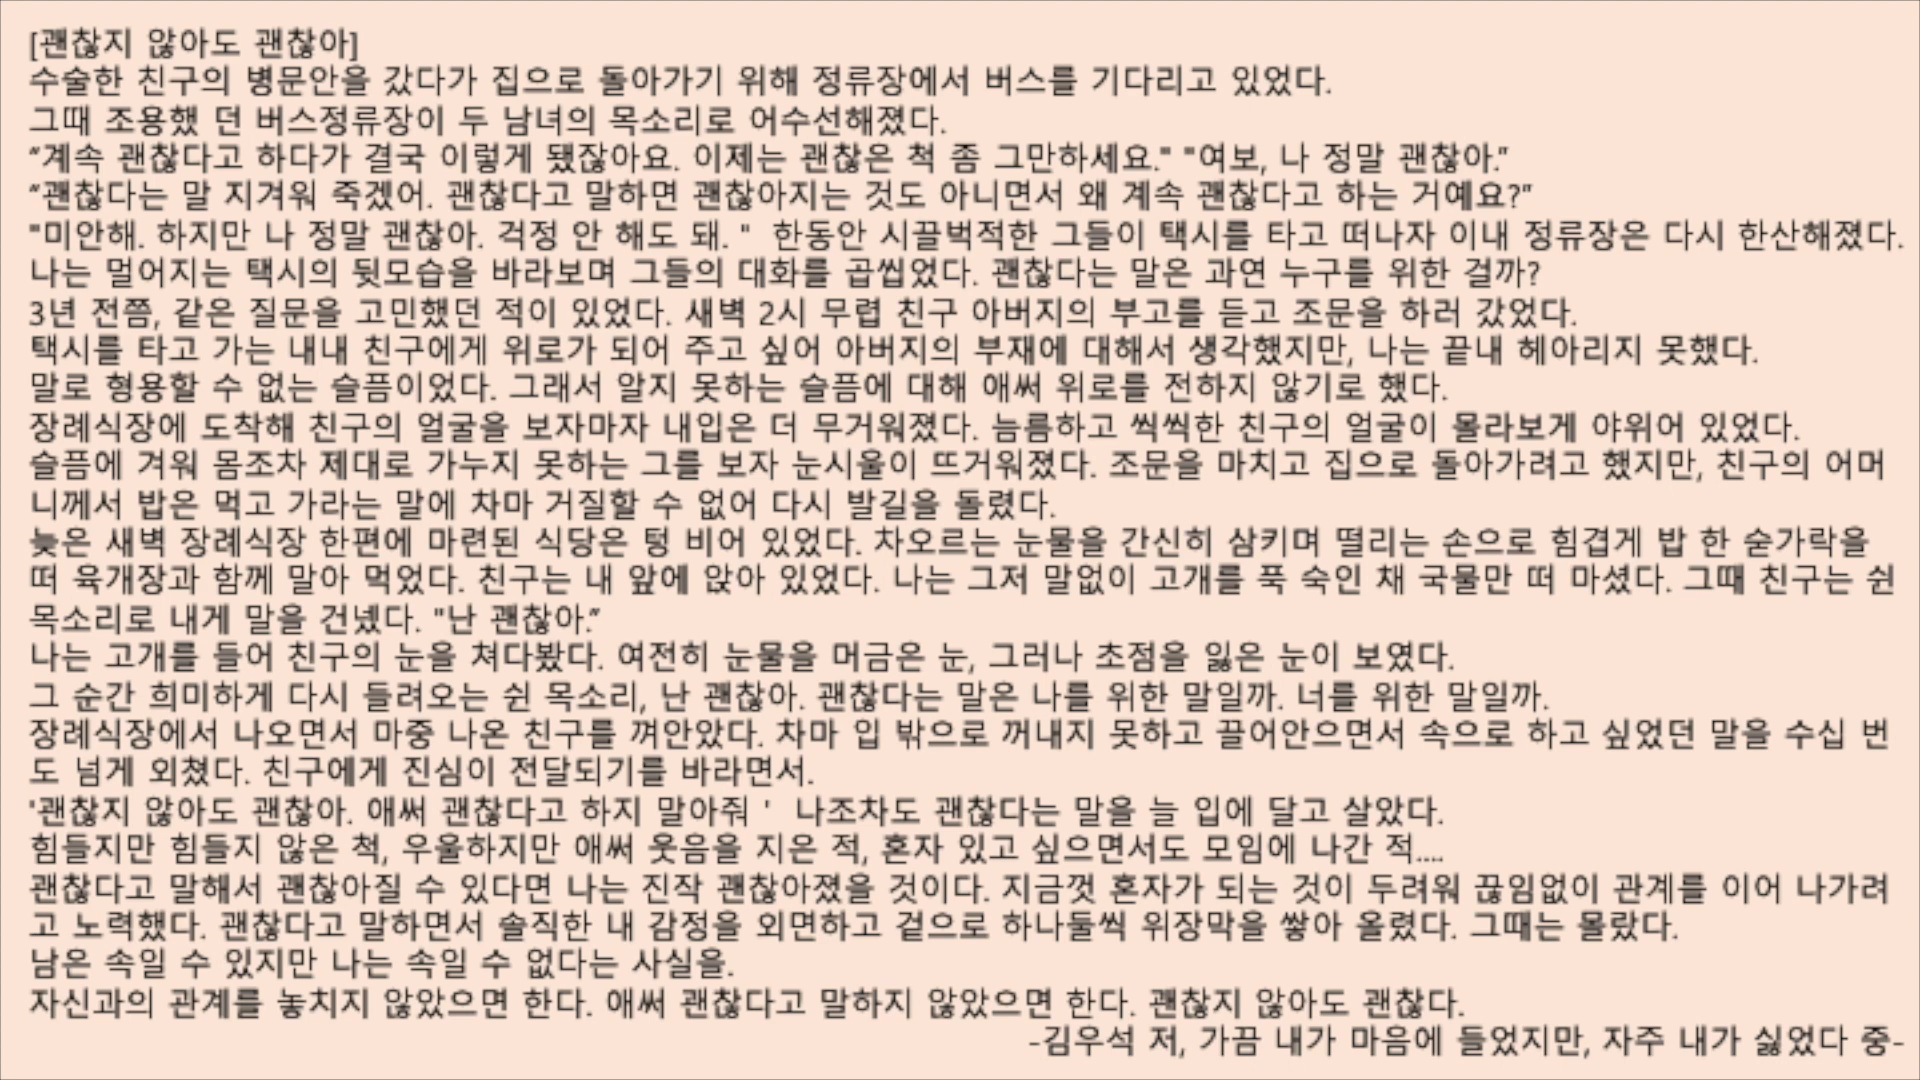 [괜찮지 않아도 괜찮아]
수술한 친구의 병문안을 갔다가 집으로 돌아가기 위해 정류장에서 버스를 기다리고 있었다.
그때 조용했 던 버스정류장이 두 남녀의 목소리로 어수선해졌다.
“계속 괜찮다고 하다가 결국 이렇게 됐잖아요. 이제는 괜찮은 척 좀 그만하세요." "여보, 나 정말 괜찮아.”
“괜찮다는 말 지겨워 죽겠어. 괜찮다고 말하면 괜찮아지는 것도 아니면서 왜 계속 괜찮다고 하는 거예요?”
"미안해. 하지만 나 정말 괜찮아. 걱정 안 해도 돼. "  한동안 시끌벅적한 그들이 택시를 타고 떠나자 이내 정류장은 다시 한산해졌다.
나는 멀어지는 택시의 뒷모습을 바라보며 그들의 대화를 곱씹었다. 괜찮다는 말은 과연 누구를 위한 걸까?
3년 전쯤, 같은 질문을 고민했던 적이 있었다. 새벽 2시 무렵 친구 아버지의 부고를 듣고 조문을 하러 갔었다.
택시를 타고 가는 내내 친구에게 위로가 되어 주고 싶어 아버지의 부재에 대해서 생각했지만, 나는 끝내 헤아리지 못했다.
말로 형용할 수 없는 슬픔이었다. 그래서 알지 못하는 슬픔에 대해 애써 위로를 전하지 않기로 했다.
장례식장에 도착해 친구의 얼굴을 보자마자 내입은 더 무거워졌다. 늠름하고 씩씩한 친구의 얼굴이 몰라보게 야위어 있었다.
슬픔에 겨워 몸조차 제대로 가누지 못하는 그를 보자 눈시울이 뜨거워졌다. 조문을 마치고 집으로 돌아가려고 했지만, 친구의 어머
니께서 밥은 먹고 가라는 말에 차마 거질할 수 없어 다시 발길을 돌렸다.
늦은 새벽 장례식장 한편에 마련된 식당은 텅 비어 있었다. 차오르는 눈물을 간신히 삼키며 떨리는 손으로 힘겹게 밥 한 숟가락을
떠 육개장과 함께 말아 먹었다. 친구는 내 앞에 앉아 있었다. 나는 그저 말없이 고개를 푹 숙인 채 국물만 떠 마셨다. 그때 친구는 쉰
목소리로 내게 말을 건넸다. "난 괜찮아.”
나는 고개를 들어 친구의 눈을 쳐다봤다. 여전히 눈물을 머금은 눈, 그러나 초점을 잃은 눈이 보였다.
그 순간 희미하게 다시 들려오는 쉰 목소리, 난 괜찮아. 괜찮다는 말은 나를 위한 말일까. 너를 위한 말일까.
장례식장에서 나오면서 마중 나온 친구를 껴안았다. 차마 입 밖으로 꺼내지 못하고 끌어안으면서 속으로 하고 싶었던 말을 수십 번
도 넘게 외쳤다. 친구에게 진심이 전달되기를 바라면서.
'괜찮지 않아도 괜찮아. 애써 괜찮다고 하지 말아줘 '  나조차도 괜찮다는 말을 늘 입에 달고 살았다.
힘들지만 힘들지 않은 척, 우울하지만 애써 웃음을 지은 적, 혼자 있고 싶으면서도 모임에 나간 적....
괜찮다고 말해서 괜찮아질 수 있다면 나는 진작 괜찮아졌을 것이다. 지금껏 혼자가 되는 것이 두려워 끊임없이 관계를 이어 나가려
고 노력했다. 괜찮다고 말하면서 솔직한 내 감정을 외면하고 겉으로 하나둘씩 위장막을 쌓아 올렸다. 그때는 몰랐다.
남은 속일 수 있지만 나는 속일 수 없다는 사실을.
자신과의 관계를 놓치지 않았으면 한다. 애써 괜찮다고 말하지 않았으면 한다. 괜찮지 않아도 괜찮다.
-김우석 저, 가끔 내가 마음에 들었지만, 자주 내가 싫었다 중-